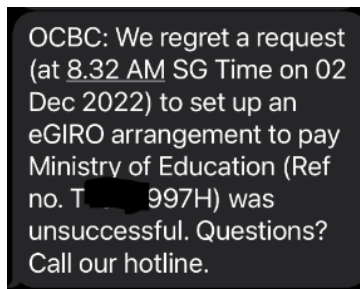 OCBC: We regret a request
(at 8.32 AM SG Time on 02
Dec 2022) to set up an
eGIRO arrangement to pay
Ministry of Education (Ref
no. T 997H) was
unsuccessful. Questions?
Call our hotline.